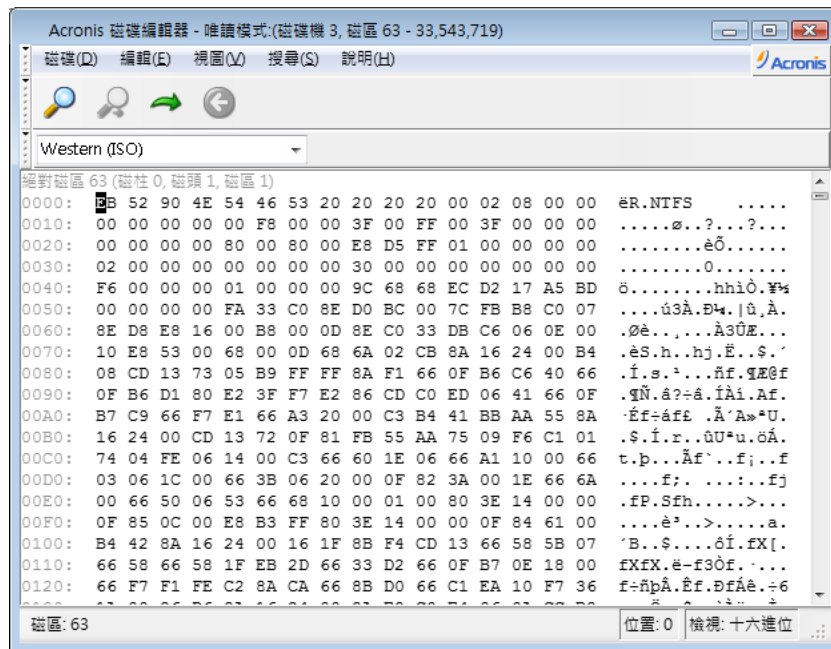 Acronis 磁碟編輯器 - 唯讀模式:(磁碟機 3, 磁區 63 - 33,543,719)
磁碟(D) 編輯(E) 視圖(V) 搜尋(S) 說明(H) Acronis
Western (ISO)
絕對磁區 63 (磁柱 0, 磁頭 1, 磁區 1)
0000: EB 52 90 4E 54 46 53 20 20 20 20 00 02 08 00 00 ëR.NTFS .....
0010: 00 00 00 00 00 F8 00 00 3F 00 FF 00 3F 00 00 00 .....ø..?...?...
0020: 00 00 00 00 80 00 80 00 E8 D5 FF 01 00 00 00 00 ........èÕ......
0030: 02 00 00 00 00 00 00 00 30 00 00 00 00 00 00 00 ........0.......
0040: F6 00 00 00 01 00 00 00 9C 68 68 EC D2 17 A5 BD ö........hhìÒ.¥½
0050: 00 00 00 00 FA 33 C0 8E D0 BC 00 7C FB B8 C0 07 ....ú3À.Ð¼.|û¸À.
0060: 8E D8 E8 16 00 B8 00 0D 8E C0 33 DB C6 06 0E 00 .Øè..¸...À3ÛÆ...
0070: 10 E8 53 00 68 00 0D 68 6A 02 CB 8A 16 24 00 B4 .èS.h..hj.Ë..$.´
0080: 08 CD 13 73 05 B9 FF FF 8A F1 66 0F B6 C6 40 66 .Í.s.¹...ñf.¶Æ@f
0090: 0F B6 D1 80 E2 3F F7 E2 86 CD C0 ED 06 41 66 0F .¶Ñ.â?÷â.ÍÀí.Af.
00A0: B7 C9 66 F7 E1 66 A3 20 00 C3 B4 41 BB AA 55 8A ·Éf÷áf£ .Ã´A»ªU.
00B0: 16 24 00 CD 13 72 0F 81 FB 55 AA 75 09 F6 C1 01 .$.Í.r..ûUªu.öÁ.
00C0: 74 04 FE 06 14 00 C3 66 60 1E 06 66 A1 10 00 66 t.þ...Ãf`..f¡..f
00D0: 03 06 1C 00 66 3B 06 20 00 0F 82 3A 00 1E 66 6A ....f;. ...:..fj
00E0: 00 66 50 06 53 66 68 10 00 01 00 80 3E 14 00 00 .fP.Sfh.....>...
00F0: 0F 85 0C 00 E8 B3 FF 80 3E 14 00 00 0F 84 61 00 ....è³..>.....a.
0100: B4 42 8A 16 24 00 16 1F 8B F4 CD 13 66 58 5B 07 ´B..$....ôÍ.fX[.
0110: 66 58 66 58 1F EB 2D 66 33 D2 66 0F B7 0E 18 00 fXfX.ë-f3Òf.·...
0120: 66 F7 F1 FE C2 8A CA 66 8B D0 66 C1 EA 10 F7 36 f÷ñþÂ.Êf.ÐfÁê.÷6
磁區: 63 位置: 0 檢視: 十六進位